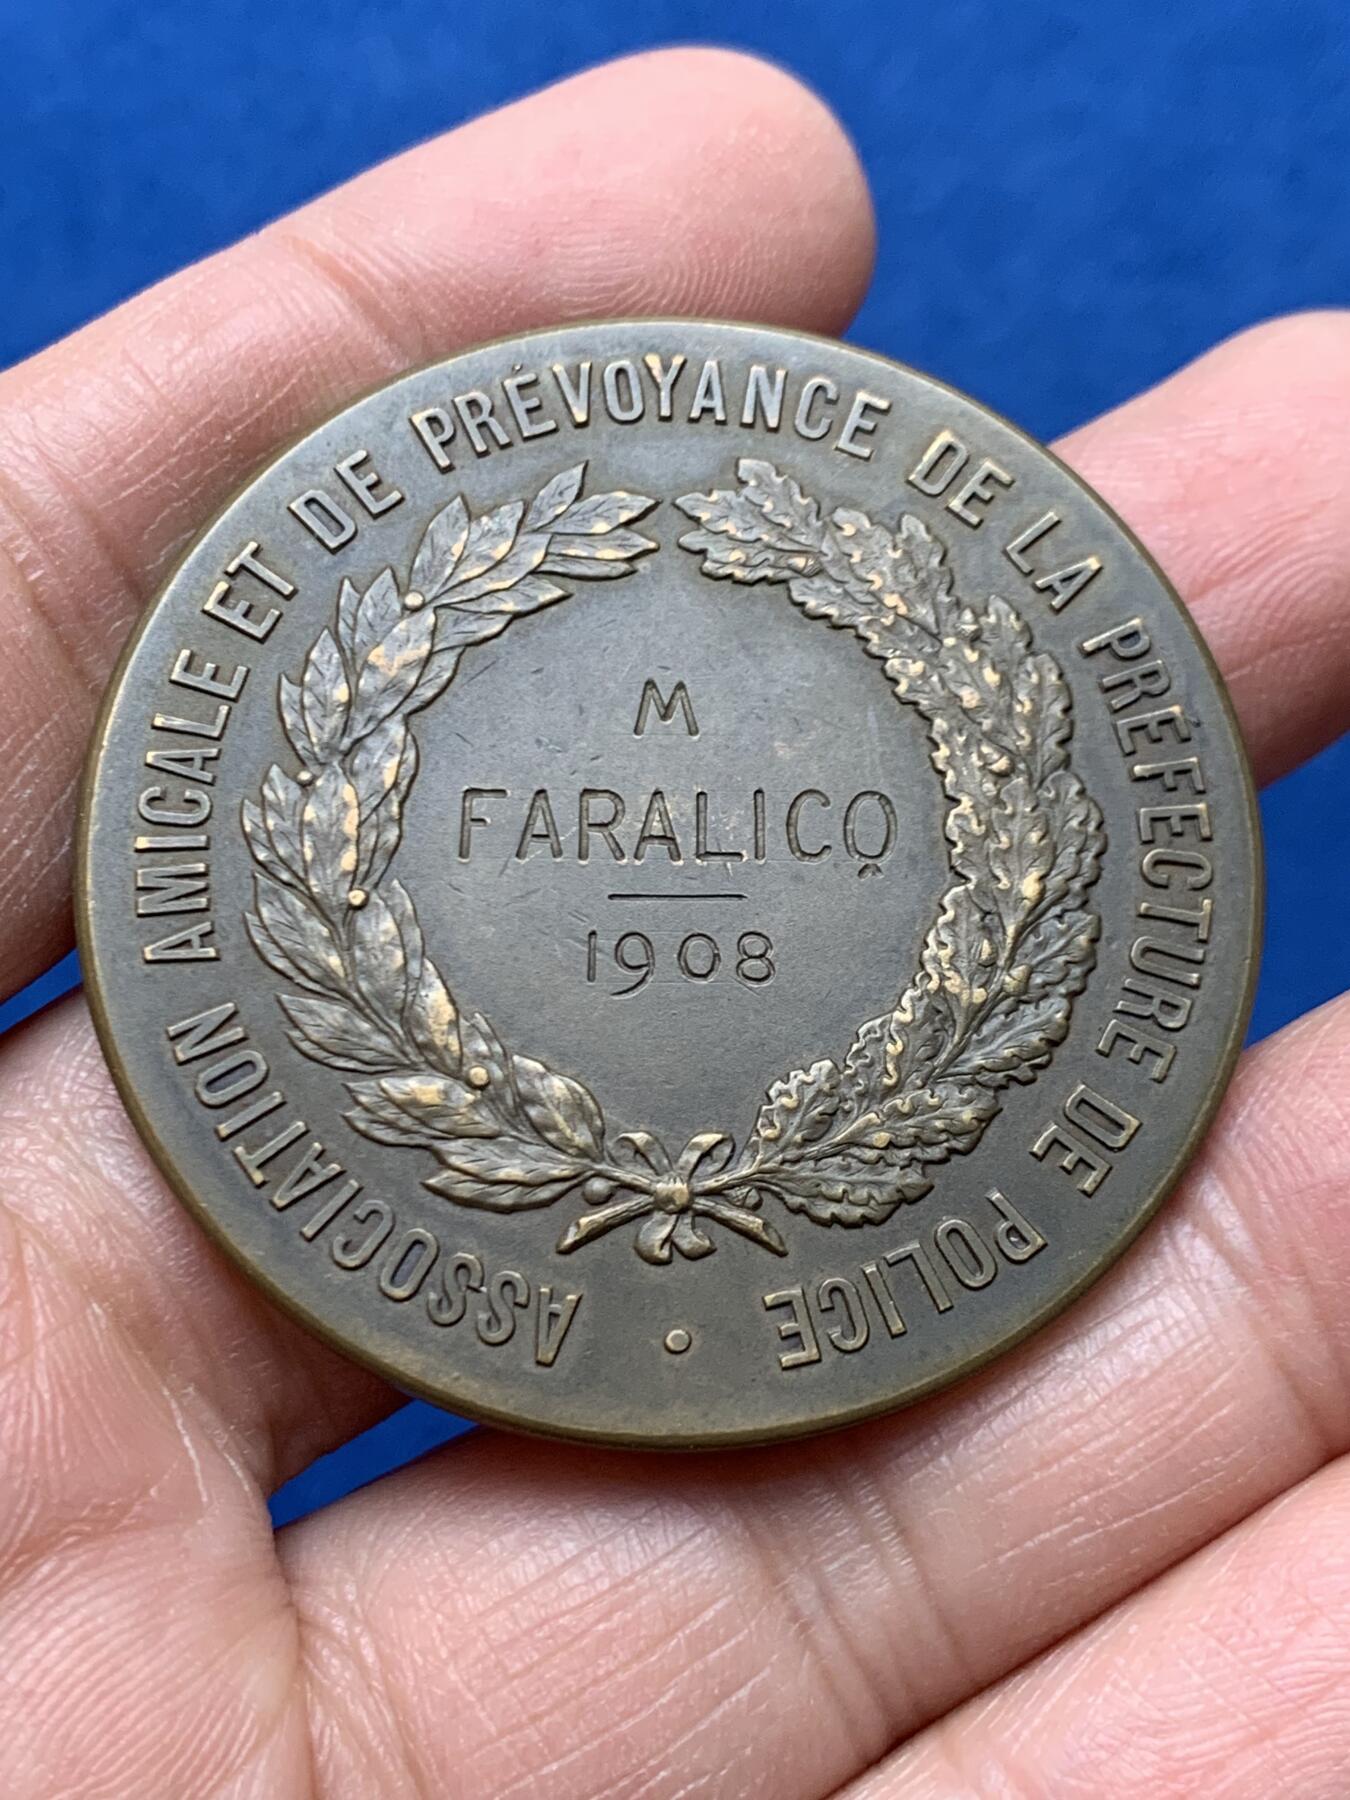 ASSOCIATION AMICALE ET DE PRÉVOYANCE DE LA PRÉFECTURE DE POLICE •
M
FARALICQ
1908